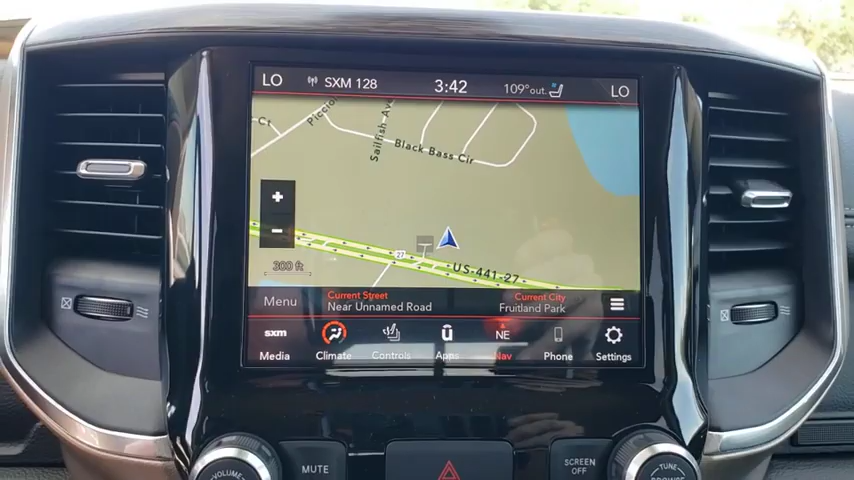 LO SXM 128 3:42 109° out. LO
Ct
Sailfish Av
Black Bass Cir
+
-
27
US-441-27
300 ft
Menu
Current Street
Near Unnamed Road
Current City
Fruitland Park
sxm
NE
Media Climate Controls Apps Nav Phone Settings
VOLUME
MUTE
SCREEN
OFF
TUNE
BROWSE